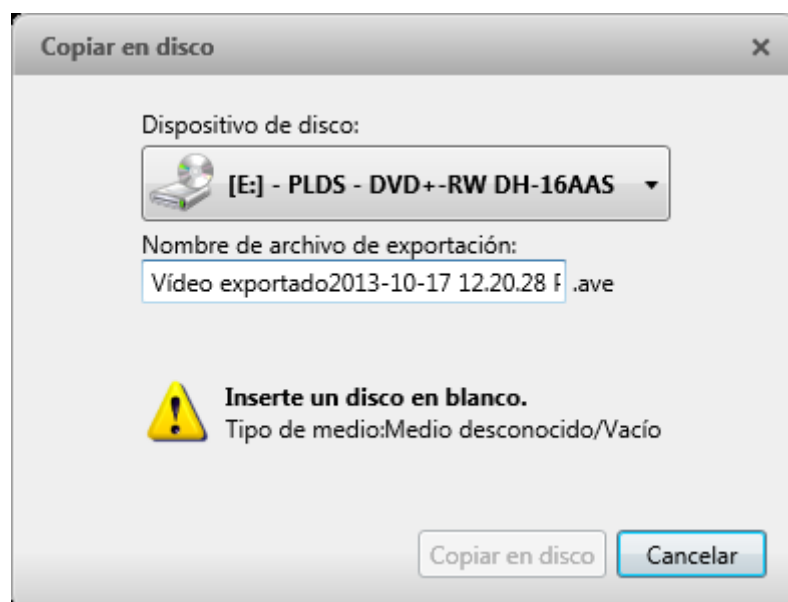 Copiar en disco
Dispositivo de disco:
[E:] - PLDS - DVD+-RW DH-16AAS
Nombre de archivo de exportación:
Vídeo exportado2013-10-17 12.20.28 .ave
Inserte un disco en blanco.
Tipo de medio:Medio desconocido/Vacío
Copiar en disco Cancelar